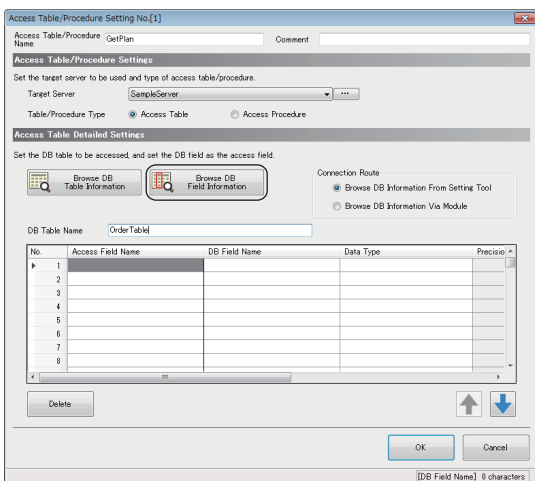 Access Table/Procedure Setting No.[1]
Access Table/Procedure Name GetPlan Comment
Access Table/Procedure Settings
Set the target server to be used and type of access table/procedure.
Target Server SampleServer ...
Table/Procedure Type Access Table Access Procedure
Access Table Detailed Settings
Set the DB table to be accessed, and set the DB field as the access field.
Browse DB Table Information
Browse DB Field Information
Connection Route
Browse DB Information From Setting Tool
Browse DB Information Via Module
DB Table Name OrderTable
No. Access Field Name DB Field Name Data Type Precisio
1
2
3
4
5
6
7
8
Delete
OK Cancel
[DB Field Name] 0 characters